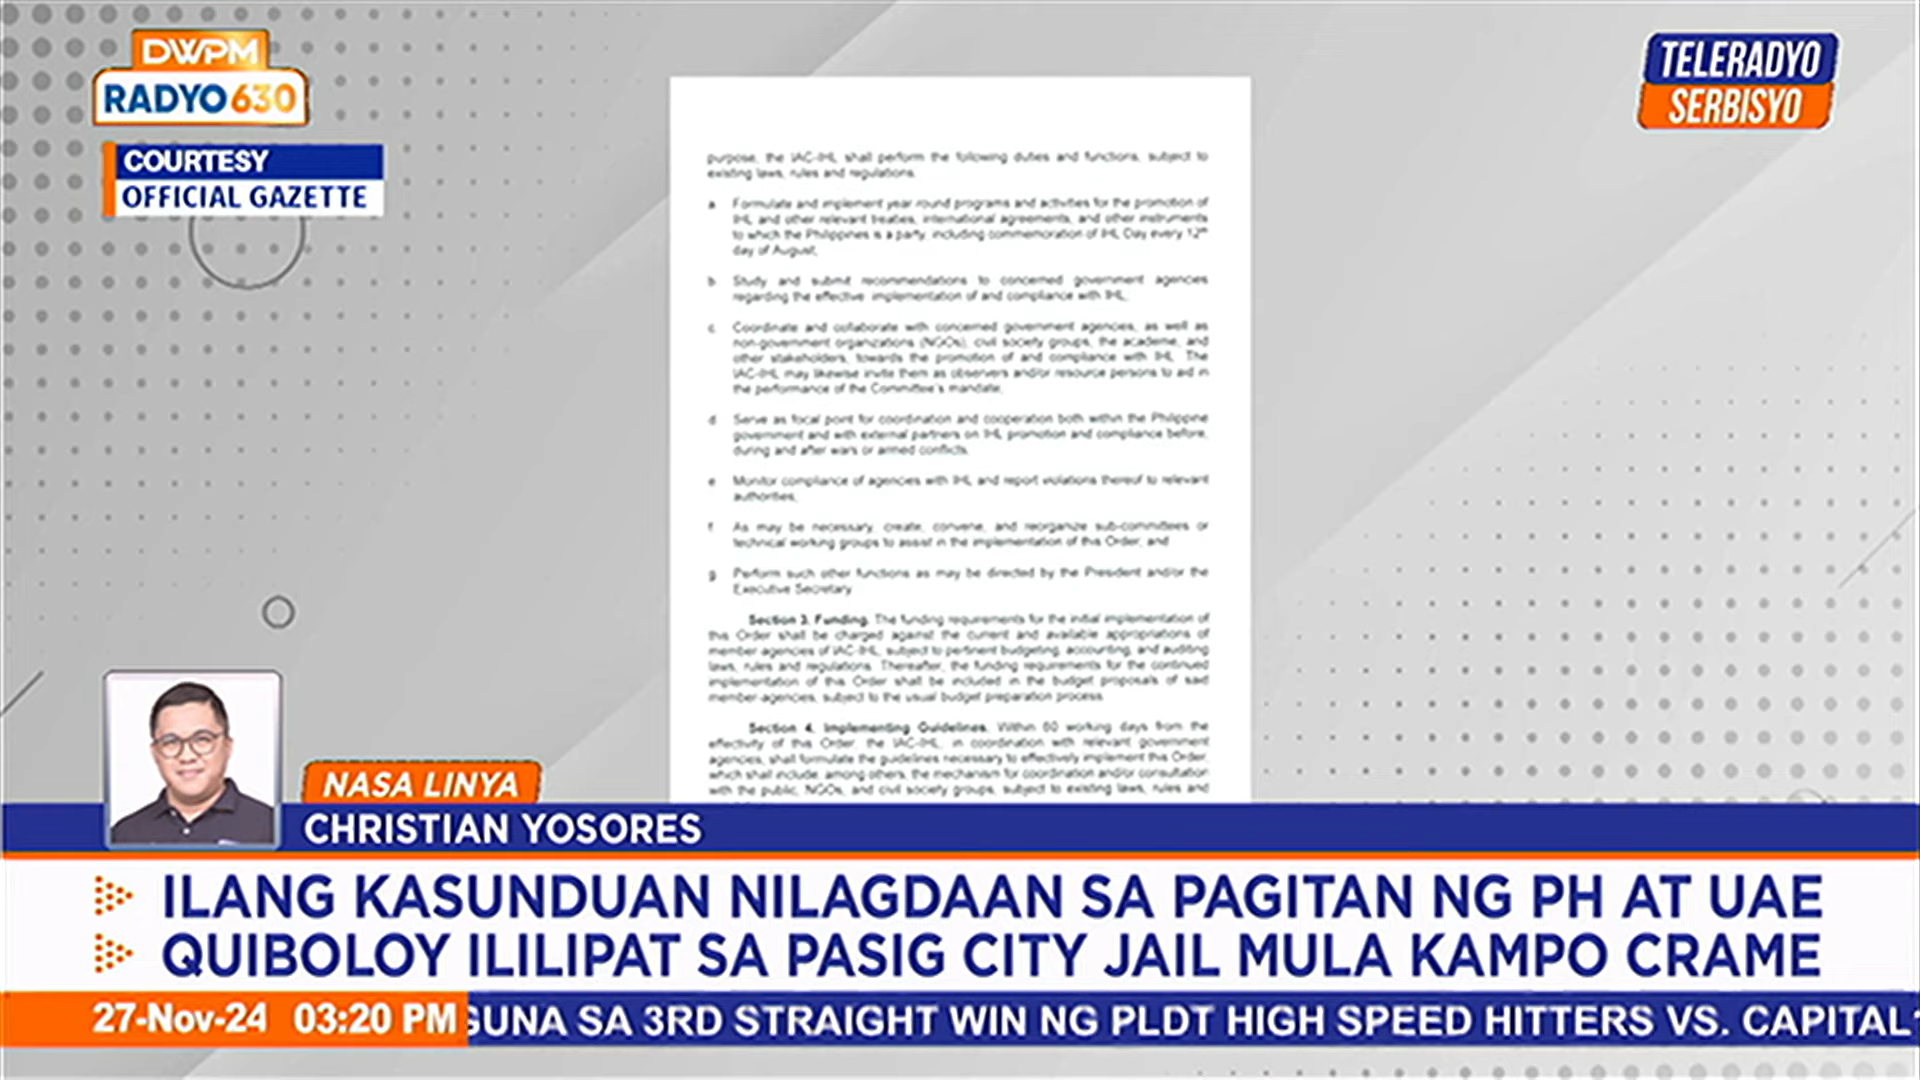 DWPM
RADYO 630
TELERADYO
SERBISYO
COURTESY
OFFICIAL GAZETTE
purpose, the IAC-IHL shall perform the following duties and functions, subject to
existing laws, rules and regulations:
a. Formulate and implement year round programs and activities for the promotion of
IHL and other relevant treaties, international agreements, and other instruments
to which the Philippines is a party, including commemoration of IHL Day every 12th
day of August;
b. Study and submit recommendations to concerned government agencies
regarding the effective implementation of and compliance with IHL;
c. Coordinate and collaborate with concerned government agencies, as well as
non-government organizations (NGOs), civil society groups, the academe, and
other stakeholders, towards the promotion of and compliance with IHL. The
IAC-IHL may likewise invite them as observers and/or resource persons to aid in
the performance of the Committee's mandate;
d. Serve as focal point for coordination and cooperation both within the Philippine
government and with external partners on IHL promotion and compliance before,
during and after wars or armed conflicts.
e. Monitor compliance of agencies with IHL and report violations thereof to relevant
authorities;
f. As may be necessary, create, convene, and reorganize sub-committees or
technical working groups to assist in the implementation of this Order; and
g. Perform such other functions as may be directed by the President and/or the
Executive Secretary.
Section 3. Funding. The funding requirements for the initial implementation of
this Order shall be charged against the current and available appropriations of
member agencies of IAC-IHL, subject to pertinent budgeting, accounting, and auditing
laws, rules and regulations. Thereafter, the funding requirements for the continued
implementation of this Order shall be included in the budget proposals of said
member-agencies, subject to the usual budget preparation process.
Section 4. Implementing Guidelines. Within 60 working days from the
effectivity of this Order, the IAC-IHL, in coordination with relevant government
agencies, shall formulate the guidelines necessary to effectively implement this Order,
which shall include, among others, the mechanism for coordination and/or consultation
with the public, NGOs, and civil society groups, subject to existing laws, rules and
NASA LINYA
CHRISTIAN YOSORES
ILANG KASUNDUAN NILAGDAAN SA PAGITAN NG PH AT UAE
QUIBOLOY ILILIPAT SA PASIG CITY JAIL MULA KAMPO CRAME
27-Nov-24 03:20 PM GUNA SA 3RD STRAIGHT WIN NG PLDT HIGH SPEED HITTERS VS. CAPITAL